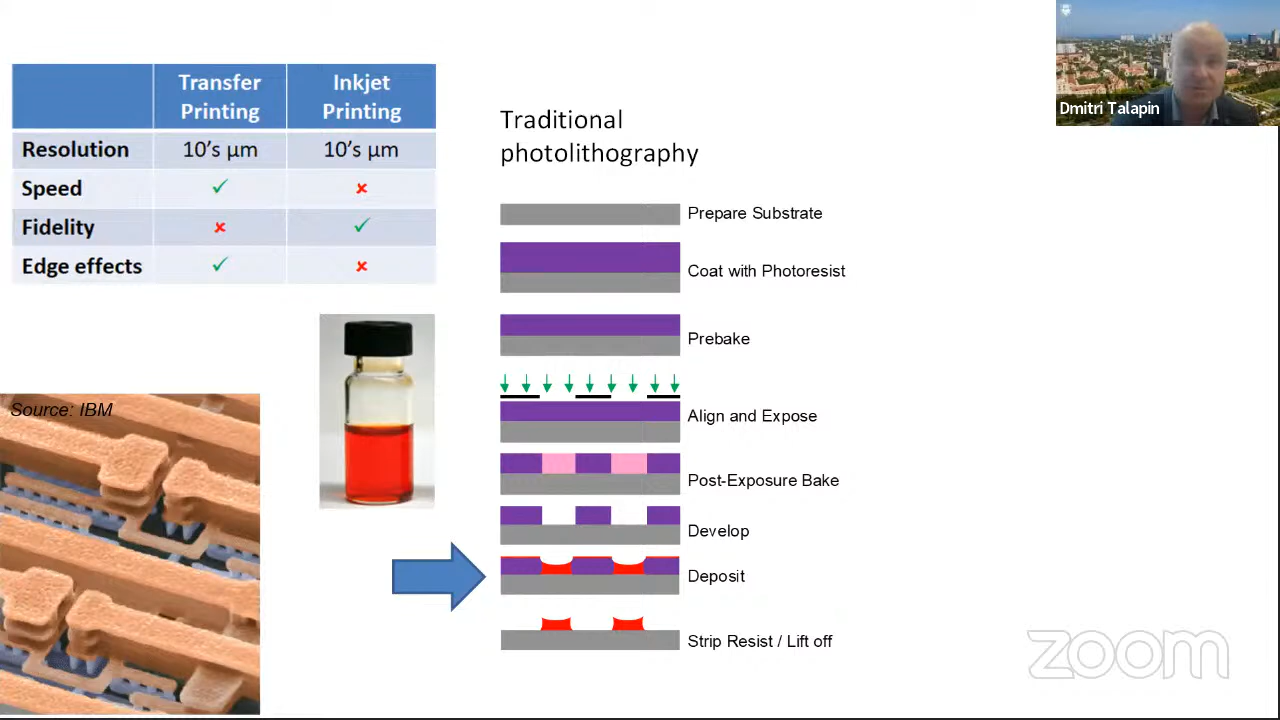 Transfer Printing
Inkjet Printing
Resolution 10's µm 10's µm
Speed ✓ ✘
Fidelity ✘ ✓
Edge effects ✓ ✘
Source: IBM
Traditional
photolithography
Prepare Substrate
Coat with Photoresist
Prebake
Align and Expose
Post-Exposure Bake
Develop
Deposit
Strip Resist / Lift off
Dmitri Talapin
zoom